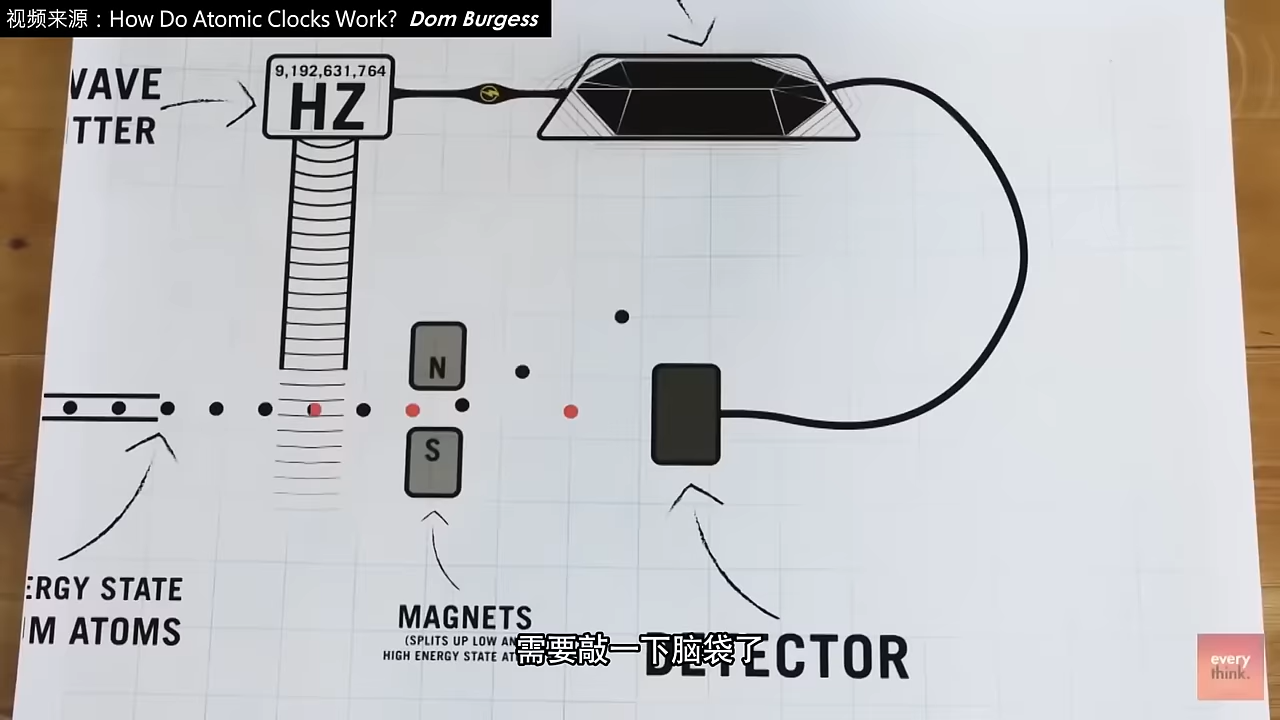 视频来源：How Do Atomic Clocks Work? Dom Burgess
WAVE
TTER
9,192,631,764
HZ
N
S
ERGY STATE
M ATOMS
MAGNETS
(SPLITS UP LOW AN
HIGH ENERGY STATE AT
DETECTOR
需要敲一下脑袋了
every
think.